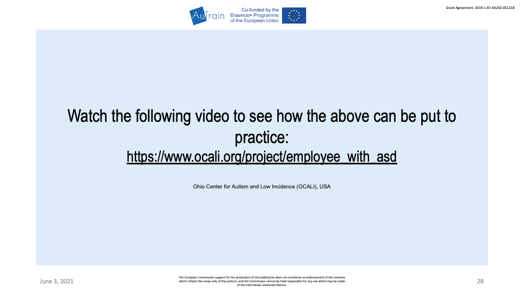 AuTrain
Co-funded by the
Erasmus+ Programme
of the European Union
Grant Agreement: 2019-1-AT-KA202-051218
Watch the following video to see how the above can be put to
practice:
https://www.ocali.org/project/employee_with_asd
Ohio Center for Autism and Low Incidence (OCALI), USA
June 3, 2021
The European Commission support for the production of this publication does not constitute an endorsement of the contents
which reflects the views only of the authors, and the Commission cannot be held responsible for any use which may be made
of the information contained therein.
28